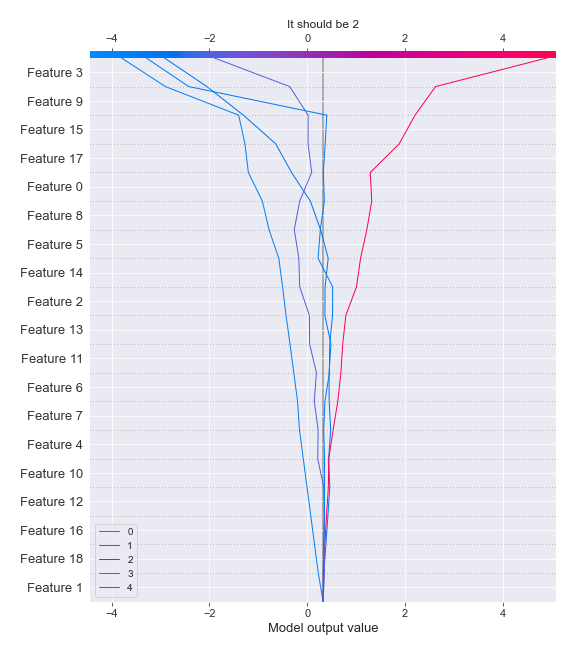 It should be 2
−4 −2 0 2 4
Feature 3
Feature 9
Feature 15
Feature 17
Feature 0
Feature 8
Feature 5
Feature 14
Feature 2
Feature 13
Feature 11
Feature 6
Feature 7
Feature 4
Feature 10
Feature 12
Feature 16
Feature 18
Feature 1
0
1
2
3
4
−4 −2 0 2 4
Model output value